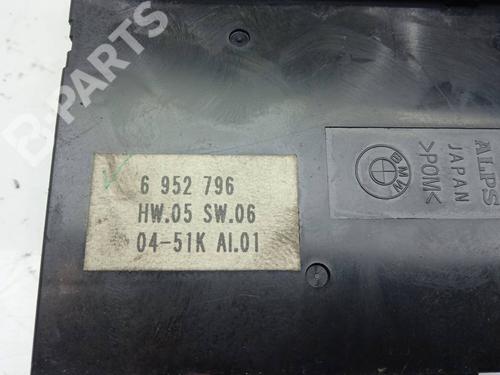 B-PARTS
6 952 796
HW.05 SW.06
04-51K AI.01
BMW
ALPS
JAPAN
>POM<